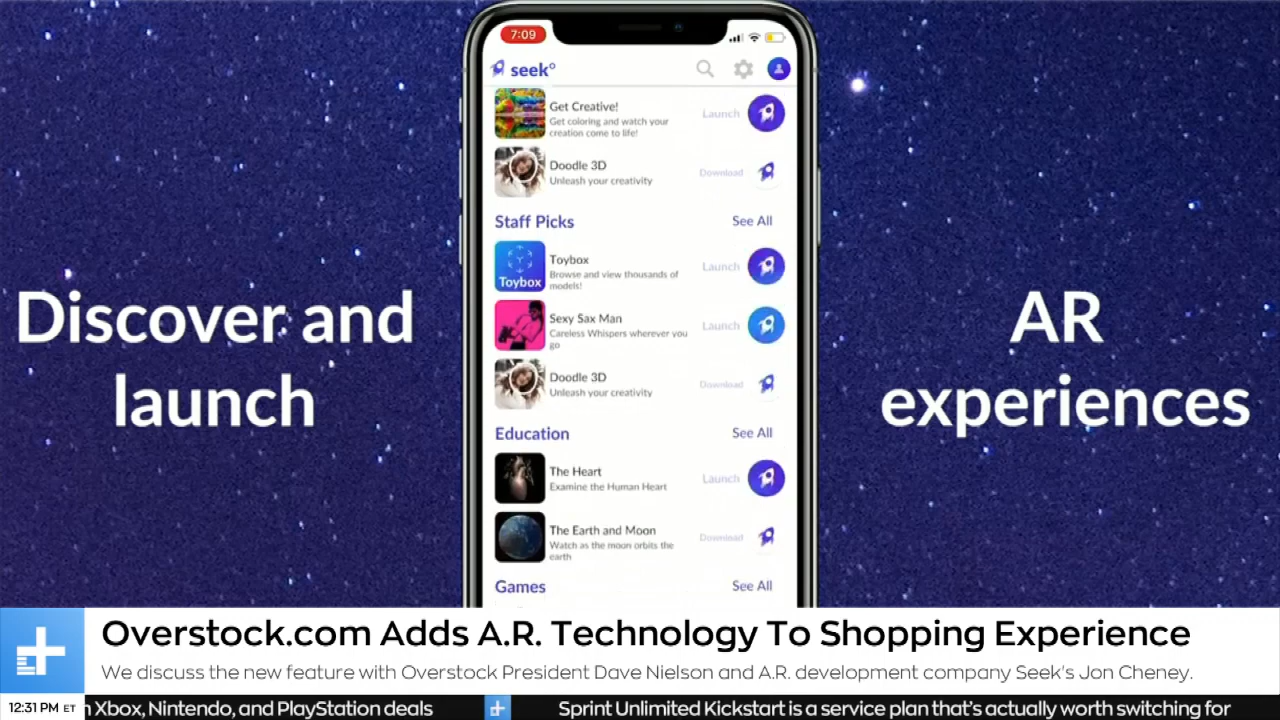 7:09
seek°
Get Creative!
Get coloring and watch your
creation come to life!
Launch
Doodle 3D
Unleash your creativity
Download
Staff Picks
See All
Toybox
Toybox
Browse and view thousands of
models!
Launch
Sexy Sax Man
Careless Whispers wherever you
go
Launch
Doodle 3D
Unleash your creativity
Download
Education
See All
The Heart
Examine the Human Heart
Launch
The Earth and Moon
Watch as the moon orbits the
earth
Download
Games
See All
Discover and
launch
AR
experiences
Overstock.com Adds A.R. Technology To Shopping Experience
We discuss the new feature with Overstock President Dave Nielson and A.R. development company Seek's Jon Cheney.
12:31 PM ET
n Xbox, Nintendo, and PlayStation deals
Sprint Unlimited Kickstart is a service plan that's actually worth switching for